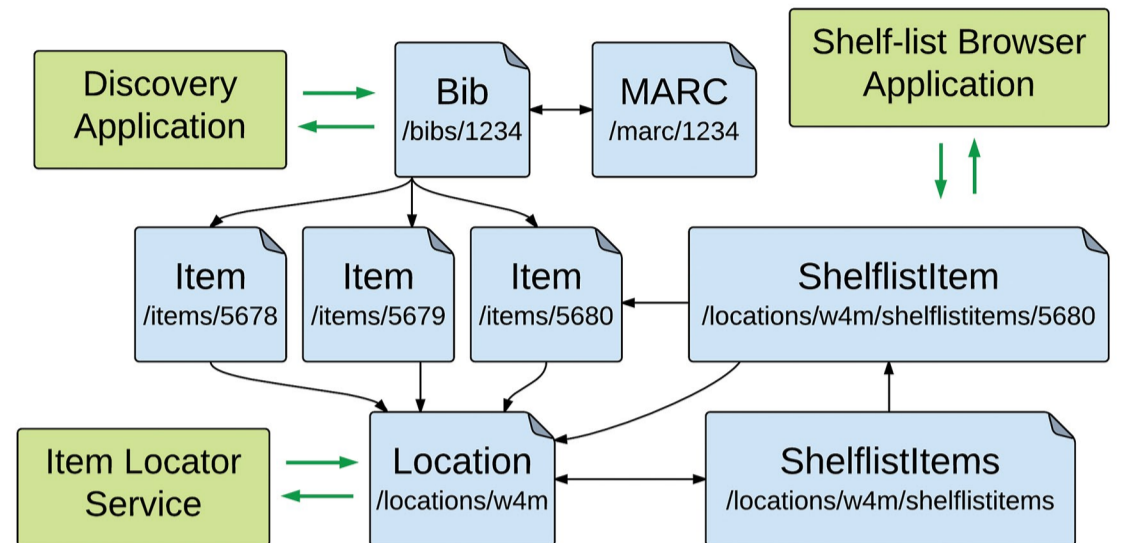 Discovery
Application
Bib
/bibs/1234
MARC
/marc/1234
Shelf-list Browser
Application
Item
/items/5678
Item
/items/5679
Item
/items/5680
ShelflistItem
/locations/w4m/shelflistitems/5680
Item Locator
Service
Location
/locations/w4m
ShelflistItems
/locations/w4m/shelflistitems